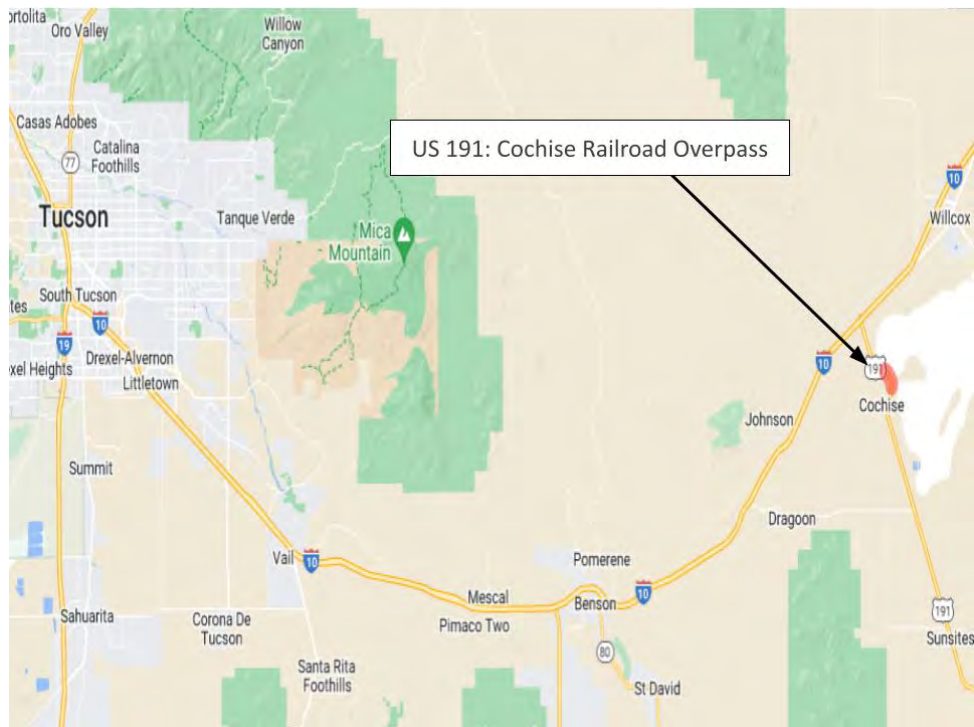 ortolita
Oro Valley
Willow
Canyon
Casas Adobes
Catalina
Foothills
77
US 191: Cochise Railroad Overpass
10
Willcox
Tucson
Tanque Verde
Mica
Mountain
South Tucson
tes
10
19
Drexel-Alvernon
exel Heights
Littletown
10
191
Cochise
Johnson
Summit
Dragoon
Vail
10
Pomerene
Mescal
Benson
10
Pimaco Two
Sahuarita
Corona De
Tucson
191
Sunsites
80
Santa Rita
Foothills
St David